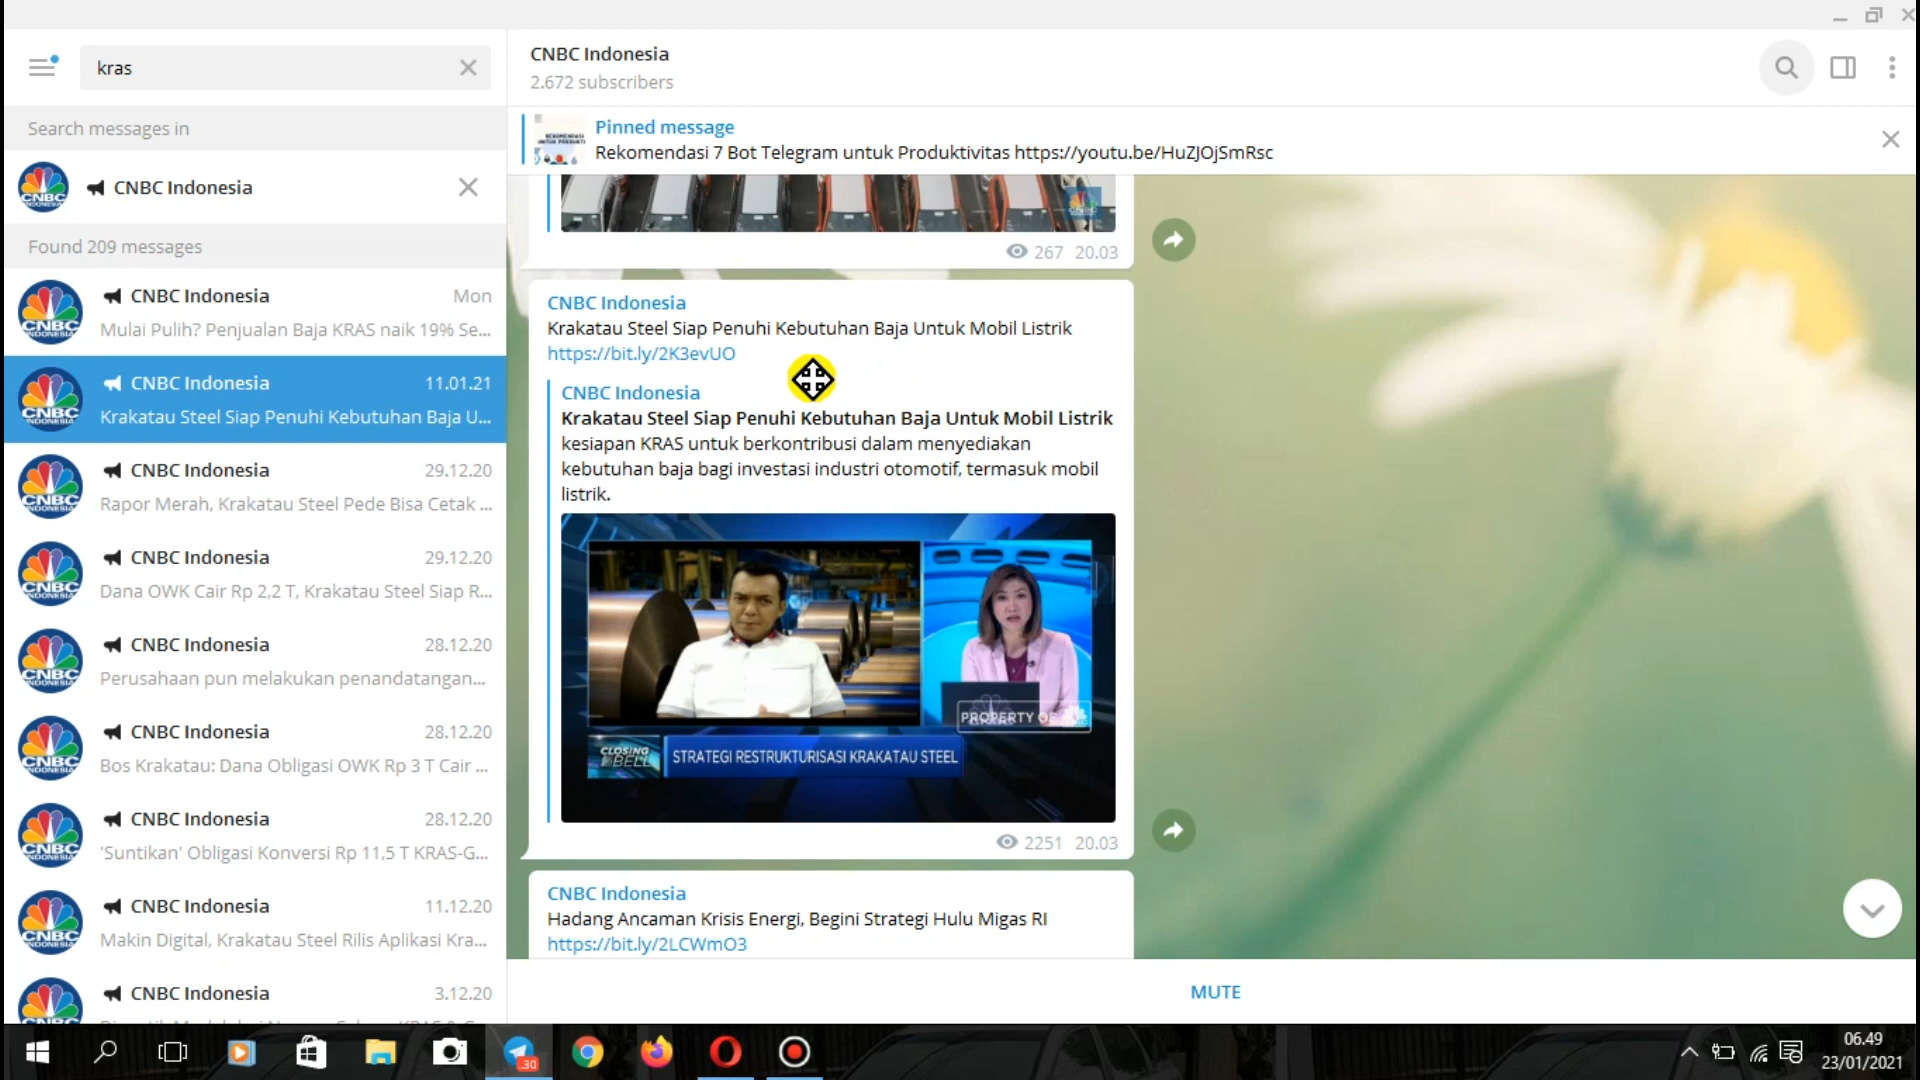 kras
Search messages in
CNBC Indonesia
Found 209 messages
CNBC Indonesia Mon
Mulai Pulih? Penjualan Baja KRAS naik 19% Se...
CNBC Indonesia 11.01.21
Krakatau Steel Siap Penuhi Kebutuhan Baja U...
CNBC Indonesia 29.12.20
Rapor Merah, Krakatau Steel Pede Bisa Cetak ...
CNBC Indonesia 29.12.20
Dana OWK Cair Rp 2,2 T, Krakatau Steel Siap R...
CNBC Indonesia 28.12.20
Perusahaan pun melakukan penandatangan...
CNBC Indonesia 28.12.20
Bos Krakatau: Dana Obligasi OWK Rp 3 T Cair ...
CNBC Indonesia 28.12.20
'Suntikan' Obligasi Konversi Rp 11,5 T KRAS-G...
CNBC Indonesia 11.12.20
Makin Digital, Krakatau Steel Rilis Aplikasi Kra...
CNBC Indonesia 3.12.20
CNBC Indonesia
2.672 subscribers
Pinned message
Rekomendasi 7 Bot Telegram untuk Produktivitas https://youtu.be/HuZJOjSmRsc
267 20.03
CNBC Indonesia
Krakatau Steel Siap Penuhi Kebutuhan Baja Untuk Mobil Listrik
https://bit.ly/2K3evUO
CNBC Indonesia
Krakatau Steel Siap Penuhi Kebutuhan Baja Untuk Mobil Listrik
kesiapan KRAS untuk berkontribusi dalam menyediakan
kebutuhan baja bagi investasi industri otomotif, termasuk mobil
listrik.
PROPERTY OF
CLOSING BELL
STRATEGI RESTRUKTURISASI KRAKATAU STEEL
2251 20.03
CNBC Indonesia
Hadang Ancaman Krisis Energi, Begini Strategi Hulu Migas RI
https://bit.ly/2LCWmO3
MUTE
30
06.49
23/01/2021